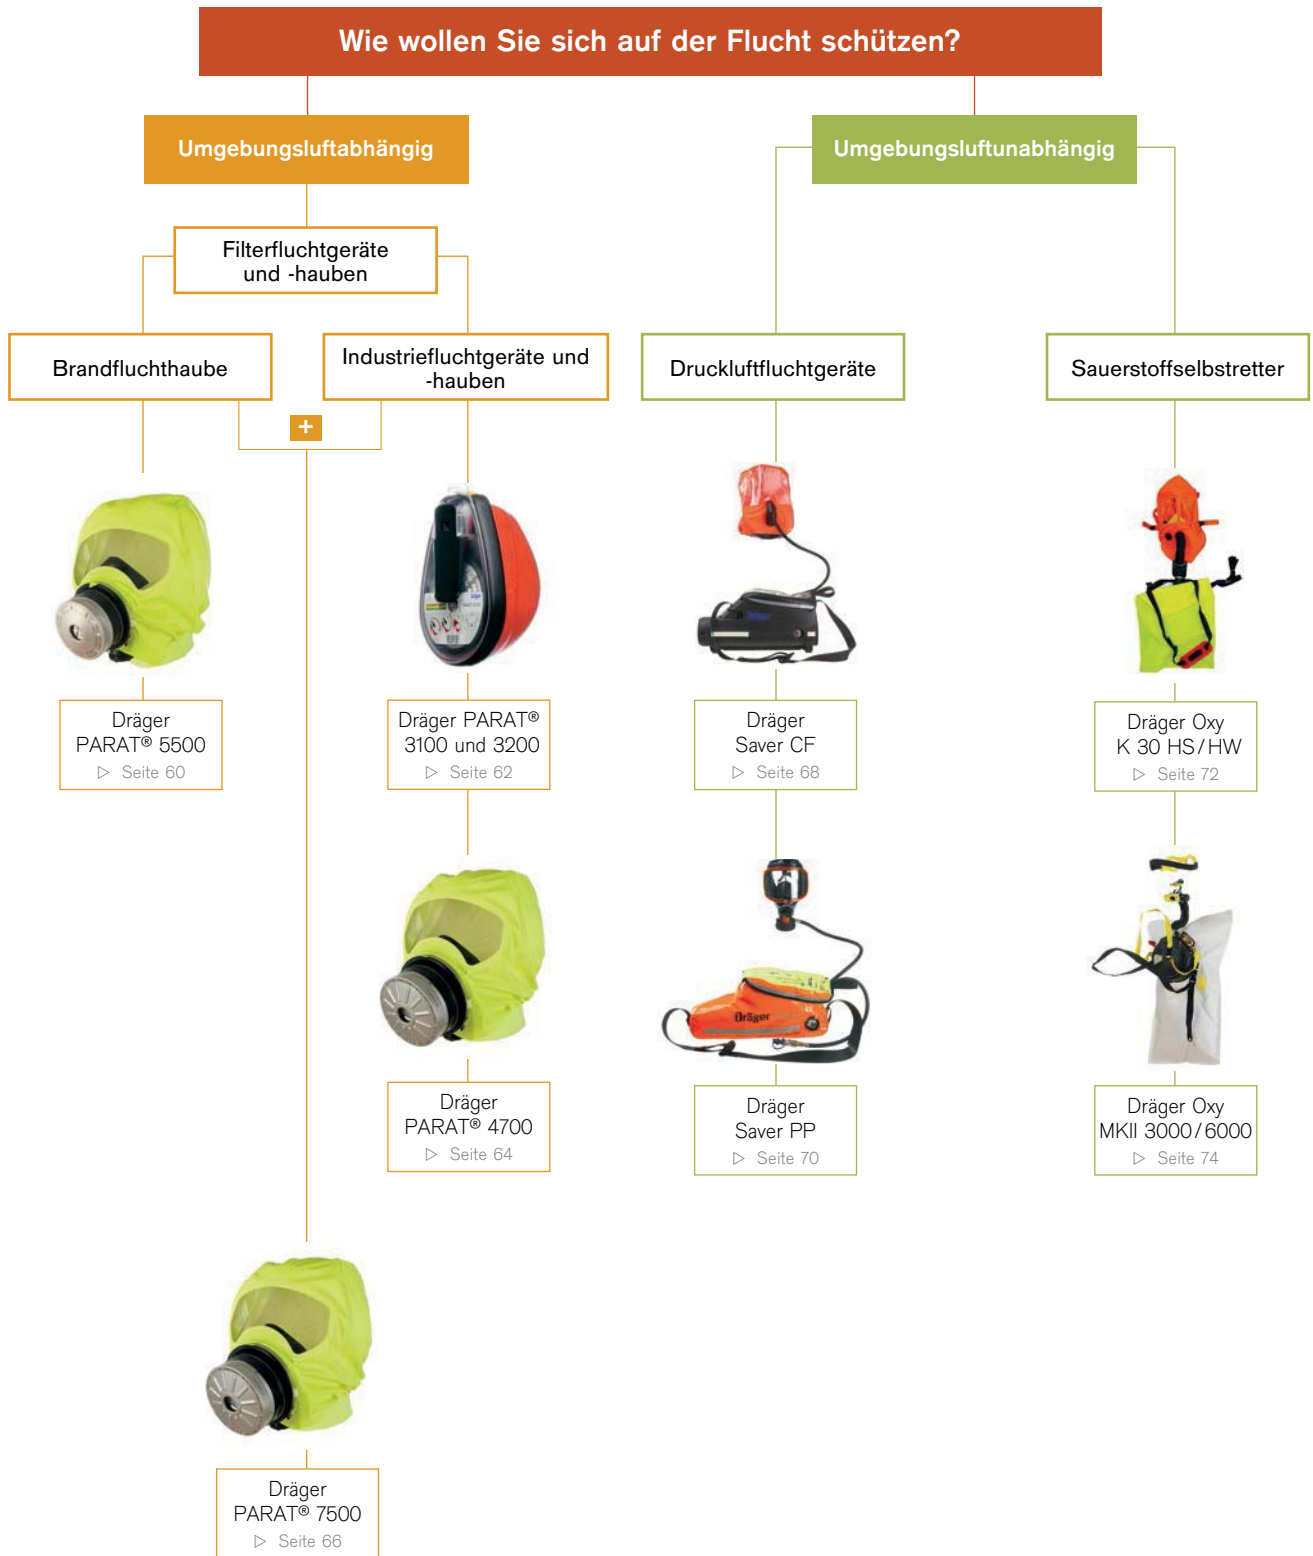 Wie wollen Sie sich auf der Flucht schützen?
Umgebungsluftabhängig
Umgebungsluftunabhängig
Filterfluchtgeräte
und -hauben
Brandfluchthaube
Industriefluchtgeräte und
-hauben
Druckluftfluchtgeräte
Sauerstoffselbstretter
+
Dräger
PARAT® 5500
▷ Seite 60
Dräger PARAT®
3100 und 3200
▷ Seite 62
Dräger
Saver CF
▷ Seite 68
Dräger Oxy
K 30 HS/HW
▷ Seite 72
Dräger
Dräger
PARAT® 4700
▷ Seite 64
Dräger
Saver PP
▷ Seite 70
Dräger Oxy
MKII 3000/6000
▷ Seite 74
Dräger
PARAT® 7500
▷ Seite 66